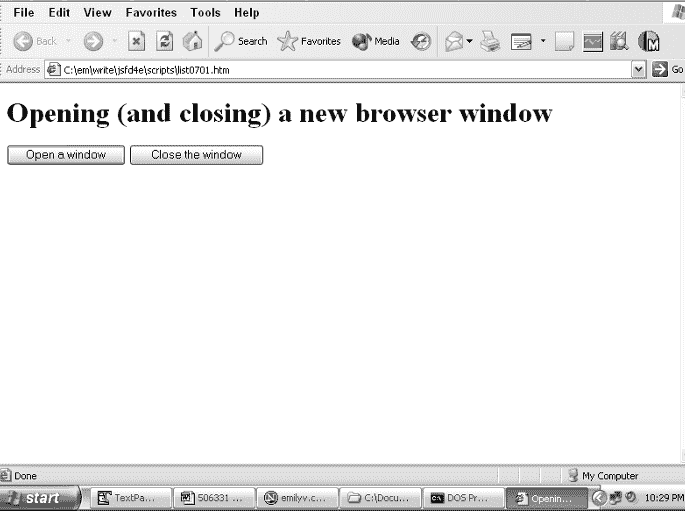 File Edit View Favorites Tools Help
Back Search Favorites Media
Address C:\em\write\jsfd4e\scripts\list0701.htm Go
Opening (and closing) a new browser window
Open a window Close the window
Done My Computer
start TextPa... 506331 ... emilyv.c... C:\Docu... DOS Pr... Openin... 10:29 PM